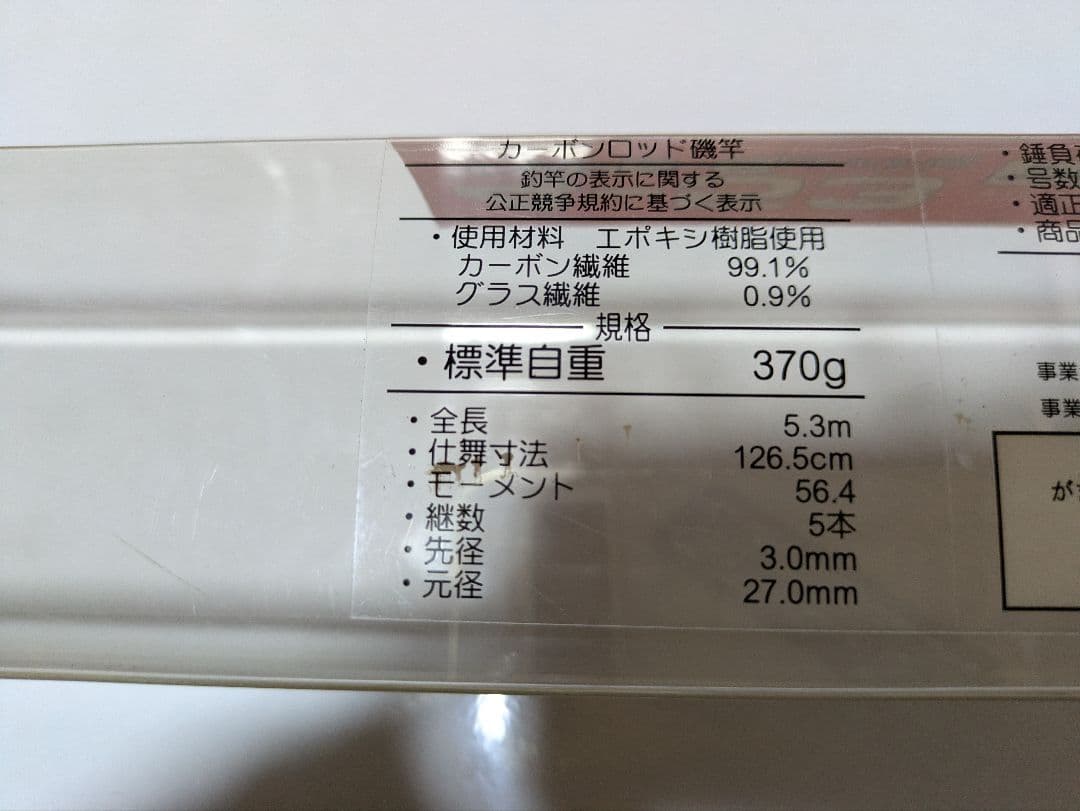 カーボンロッド磯竿
釣竿の表示に関する
公正競争規約に基づく表示
・使用材料 エポキシ樹脂使用
カーボン繊維 99.1%
グラス繊維 0.9%
規格
・標準自重 370g
・全長 5.3m
・仕舞寸法 126.5cm
・モーメント 56.4
・継数 5本
・先径 3.0mm
・元径 27.0mm
・錘負
・号数
・適正
・商品
事業
事業
が